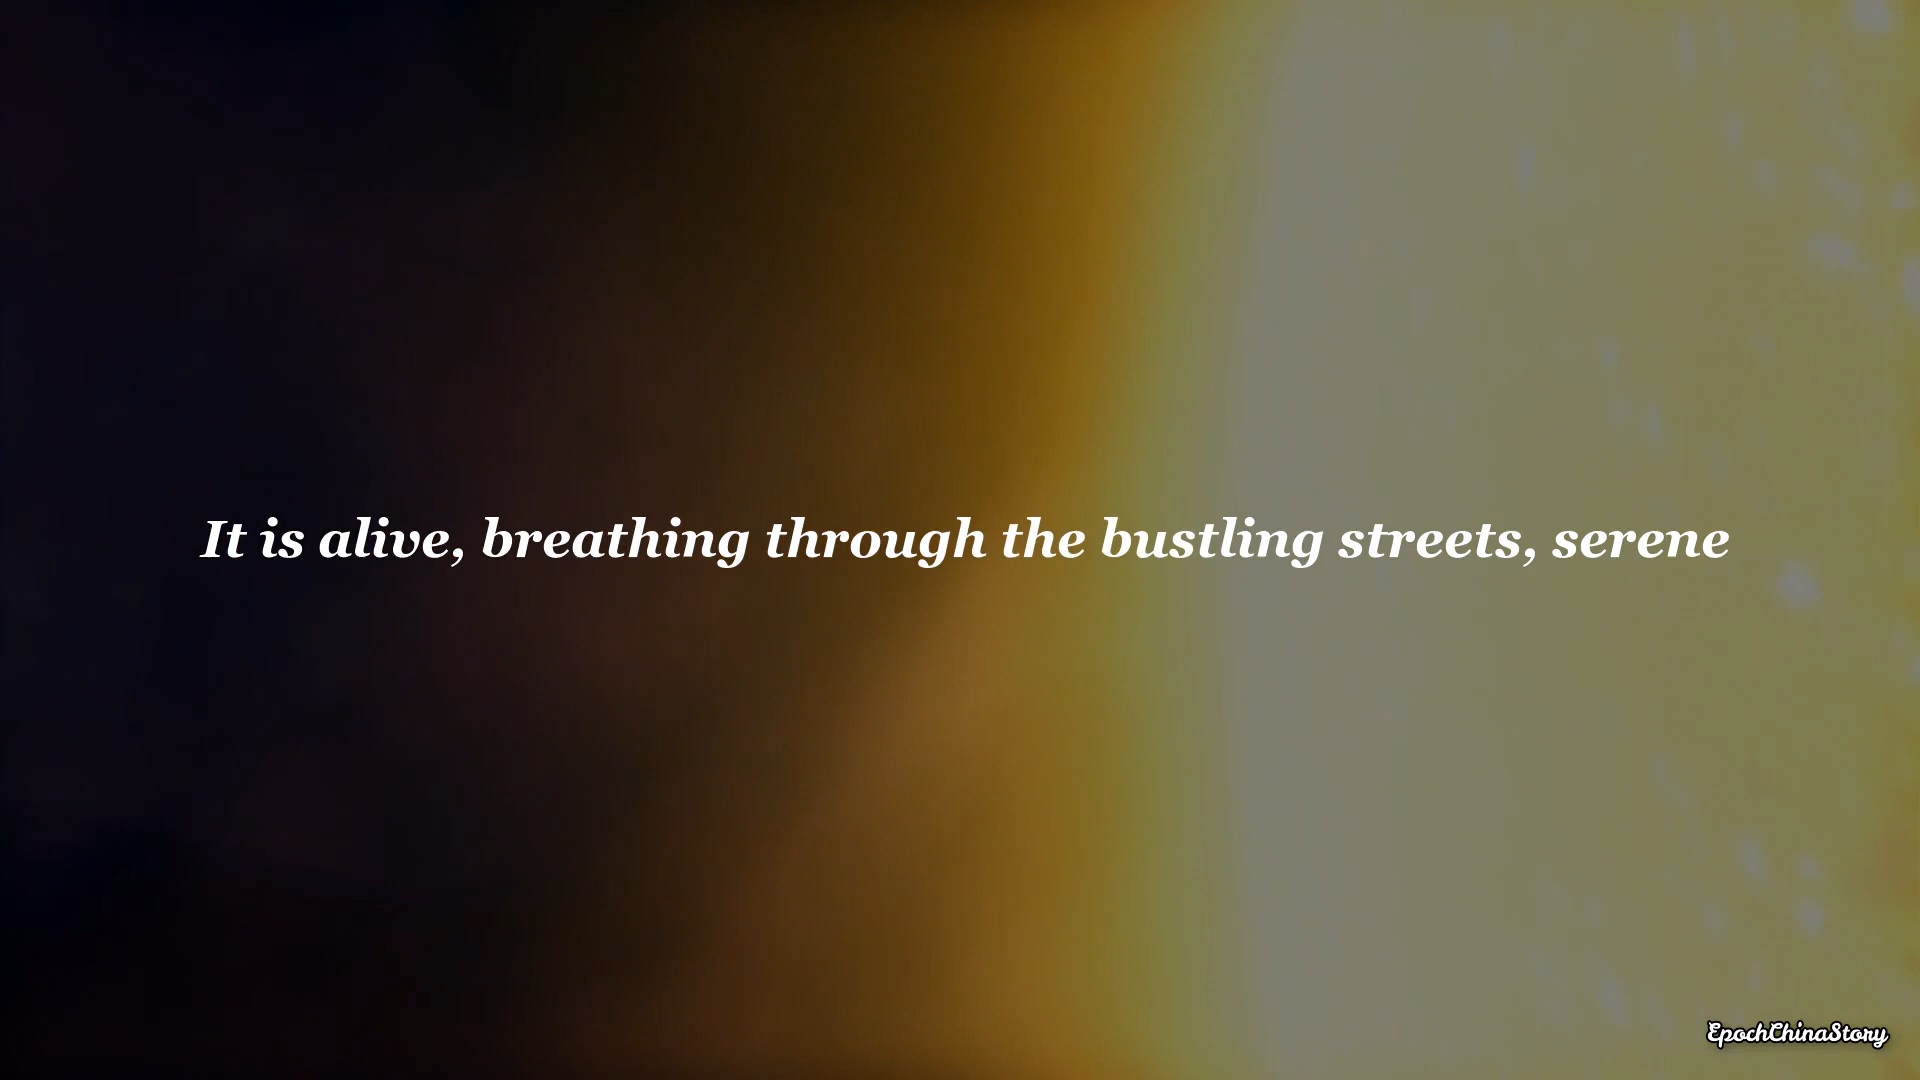 It is alive, breathing through the bustling streets, serene
EpochChinaStory